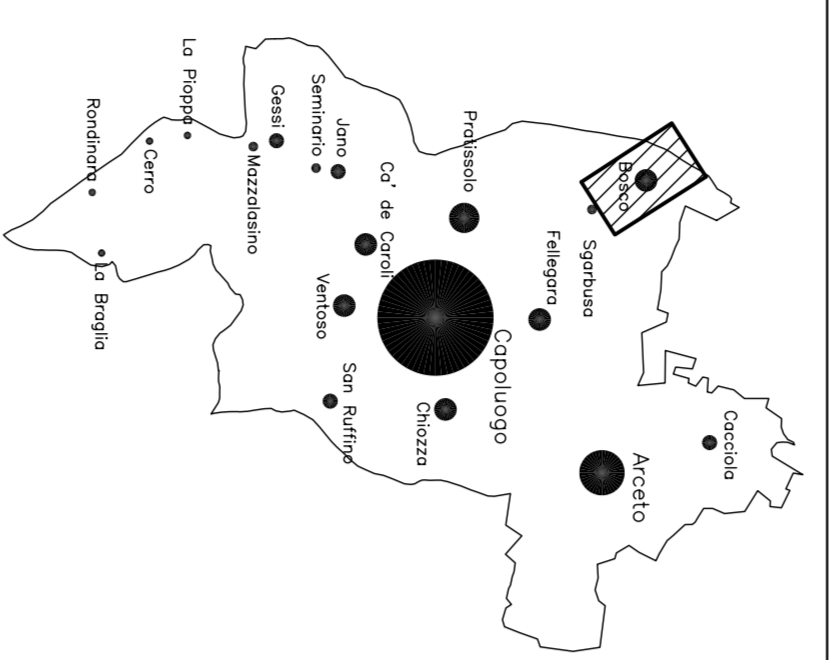 Bosco
Sgarbusa
Cacciola
Arceto
Fellegara
Pratissolo
Capoluogo
Chiozza
Ca' de Caroli
Ventoso
San Ruffino
Jano
Seminario
Gessi
Mazzalasino
La Pioppa
Cerro
Rondinara
La Braglia